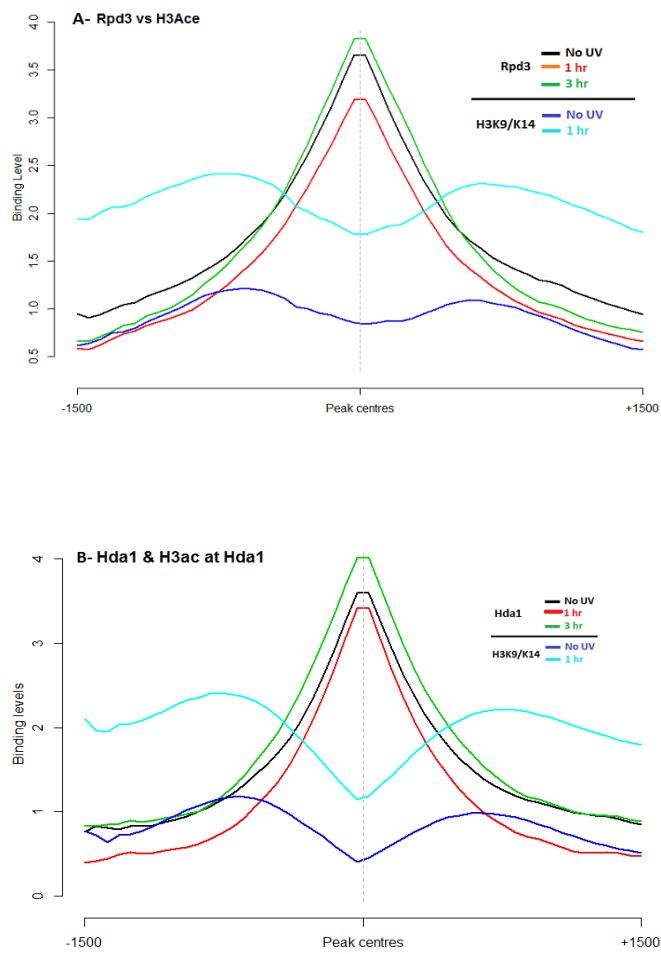 A- Rpd3 vs H3Ace
Binding Level
4.0
3.5
3.0
2.5
2.0
1.5
1.0
0.5
Rpd3
No UV
1 hr
3 hr
H3K9/K14
No UV
1 hr
-1500
Peak centres
+1500
B- Hda1 & H3ac at Hda1
Binding levels
4
3
2
1
0
Hda1
No UV
1 hr
3 hr
H3K9/K14
No UV
1 hr
-1500
Peak centres
+1500